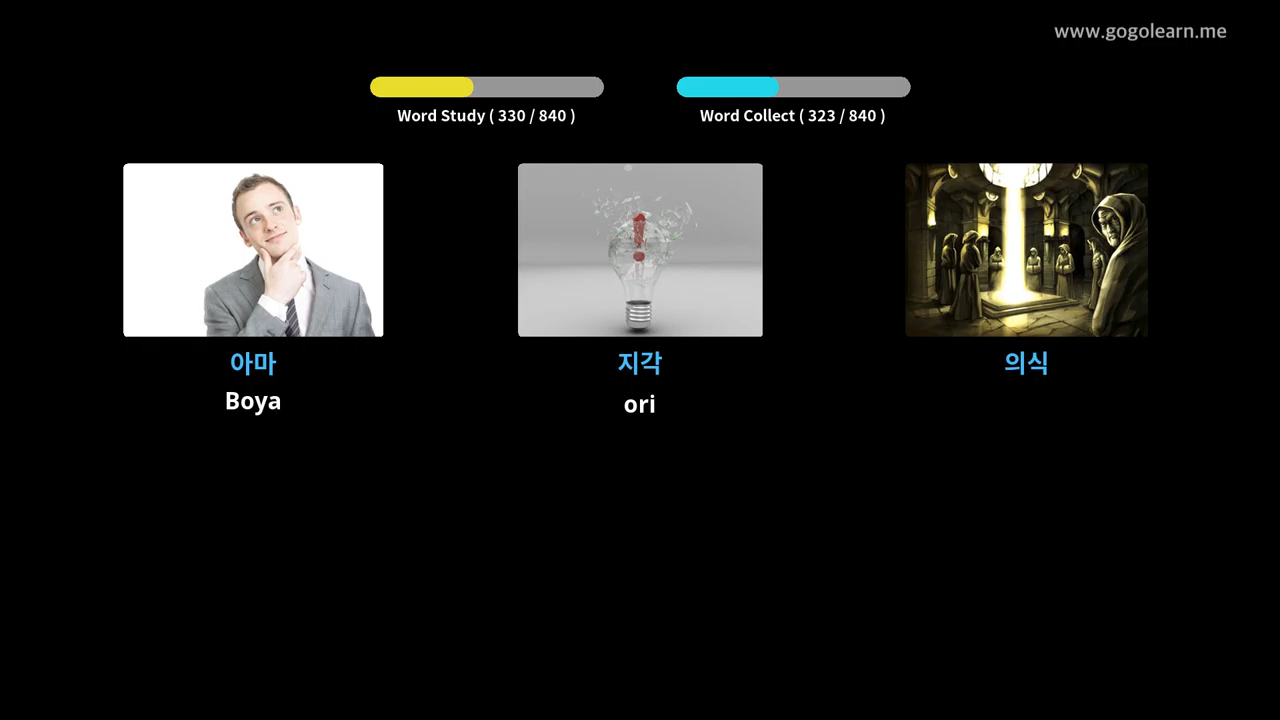 www.gogolearn.me
Word Study ( 330 / 840 )
Word Collect ( 323 / 840 )
아마
지각
의식
Boya
ori